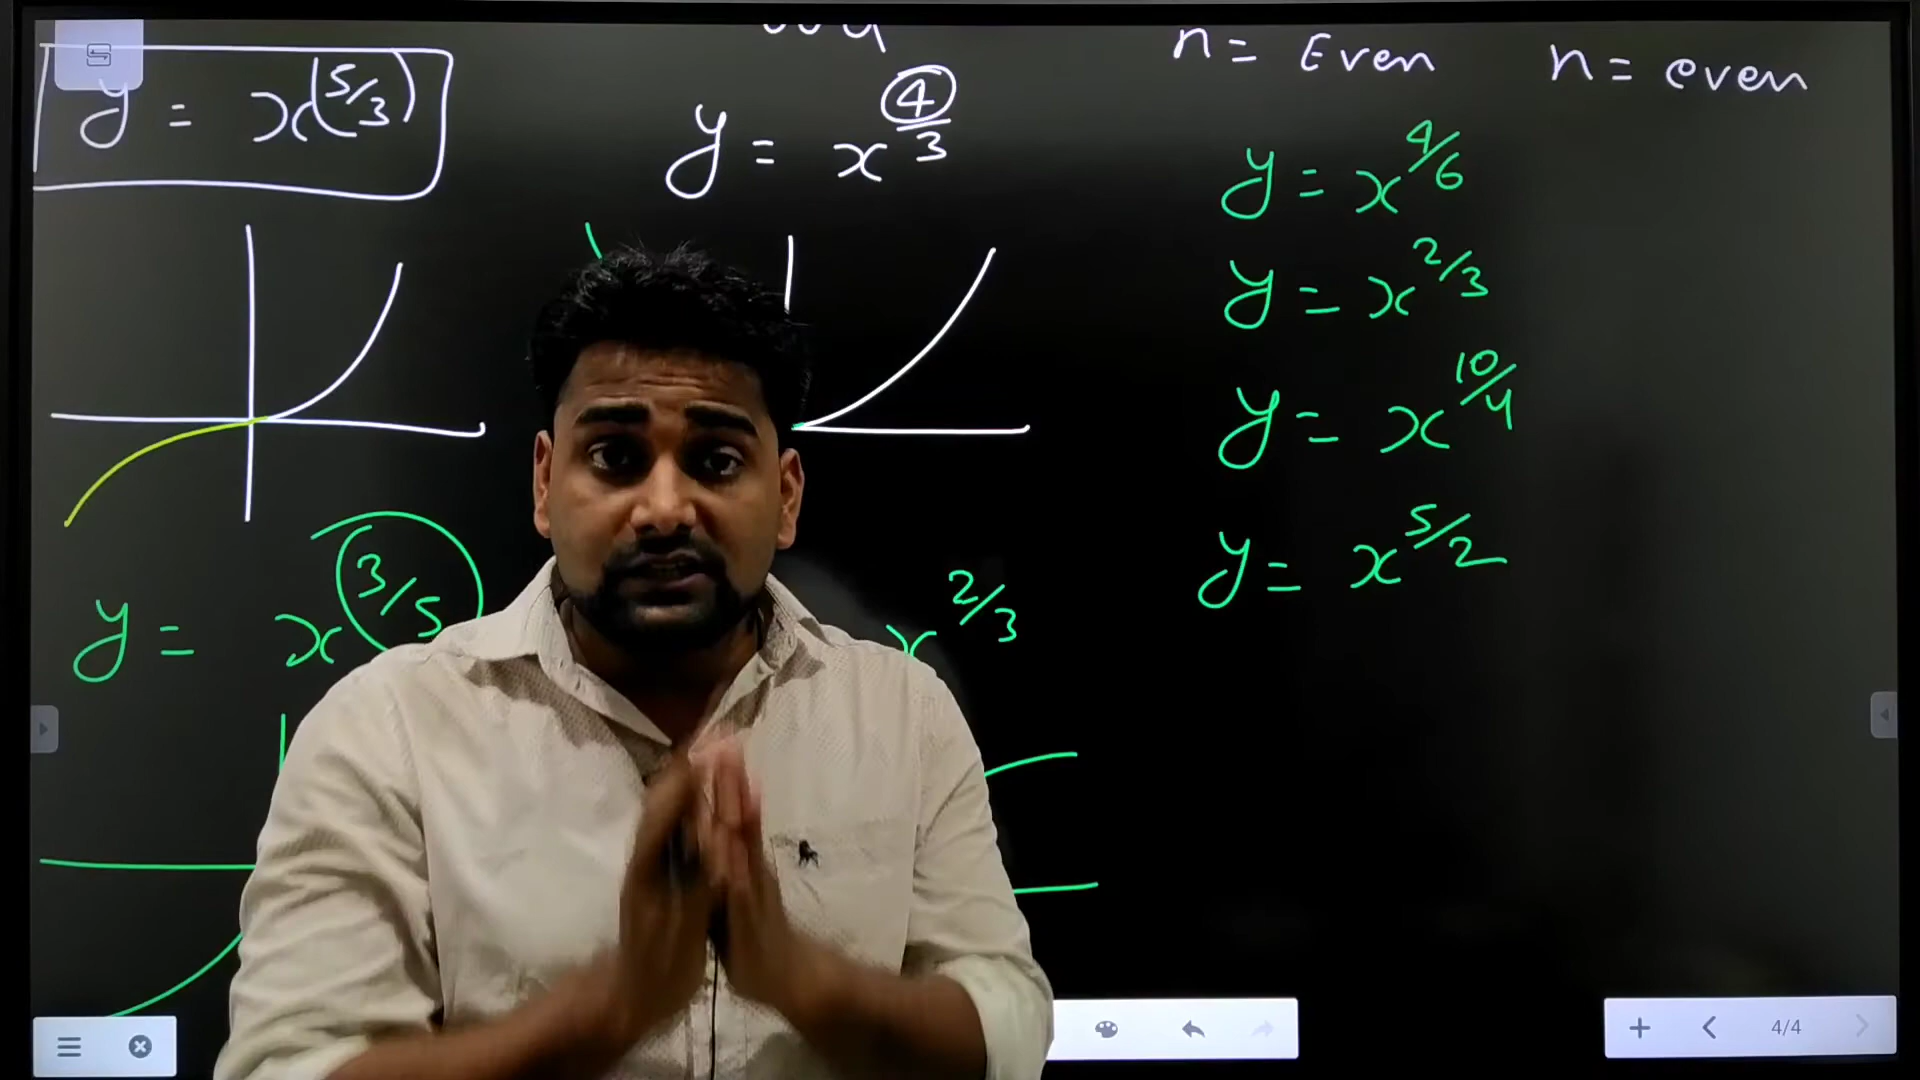 y = x^(5/3)
y = x^4/3
n = Even
n = even
y = x^4/6
y = x^2/3
y = x^10/4
y = x^5/2
y = x^3/5
x^2/3
4/4